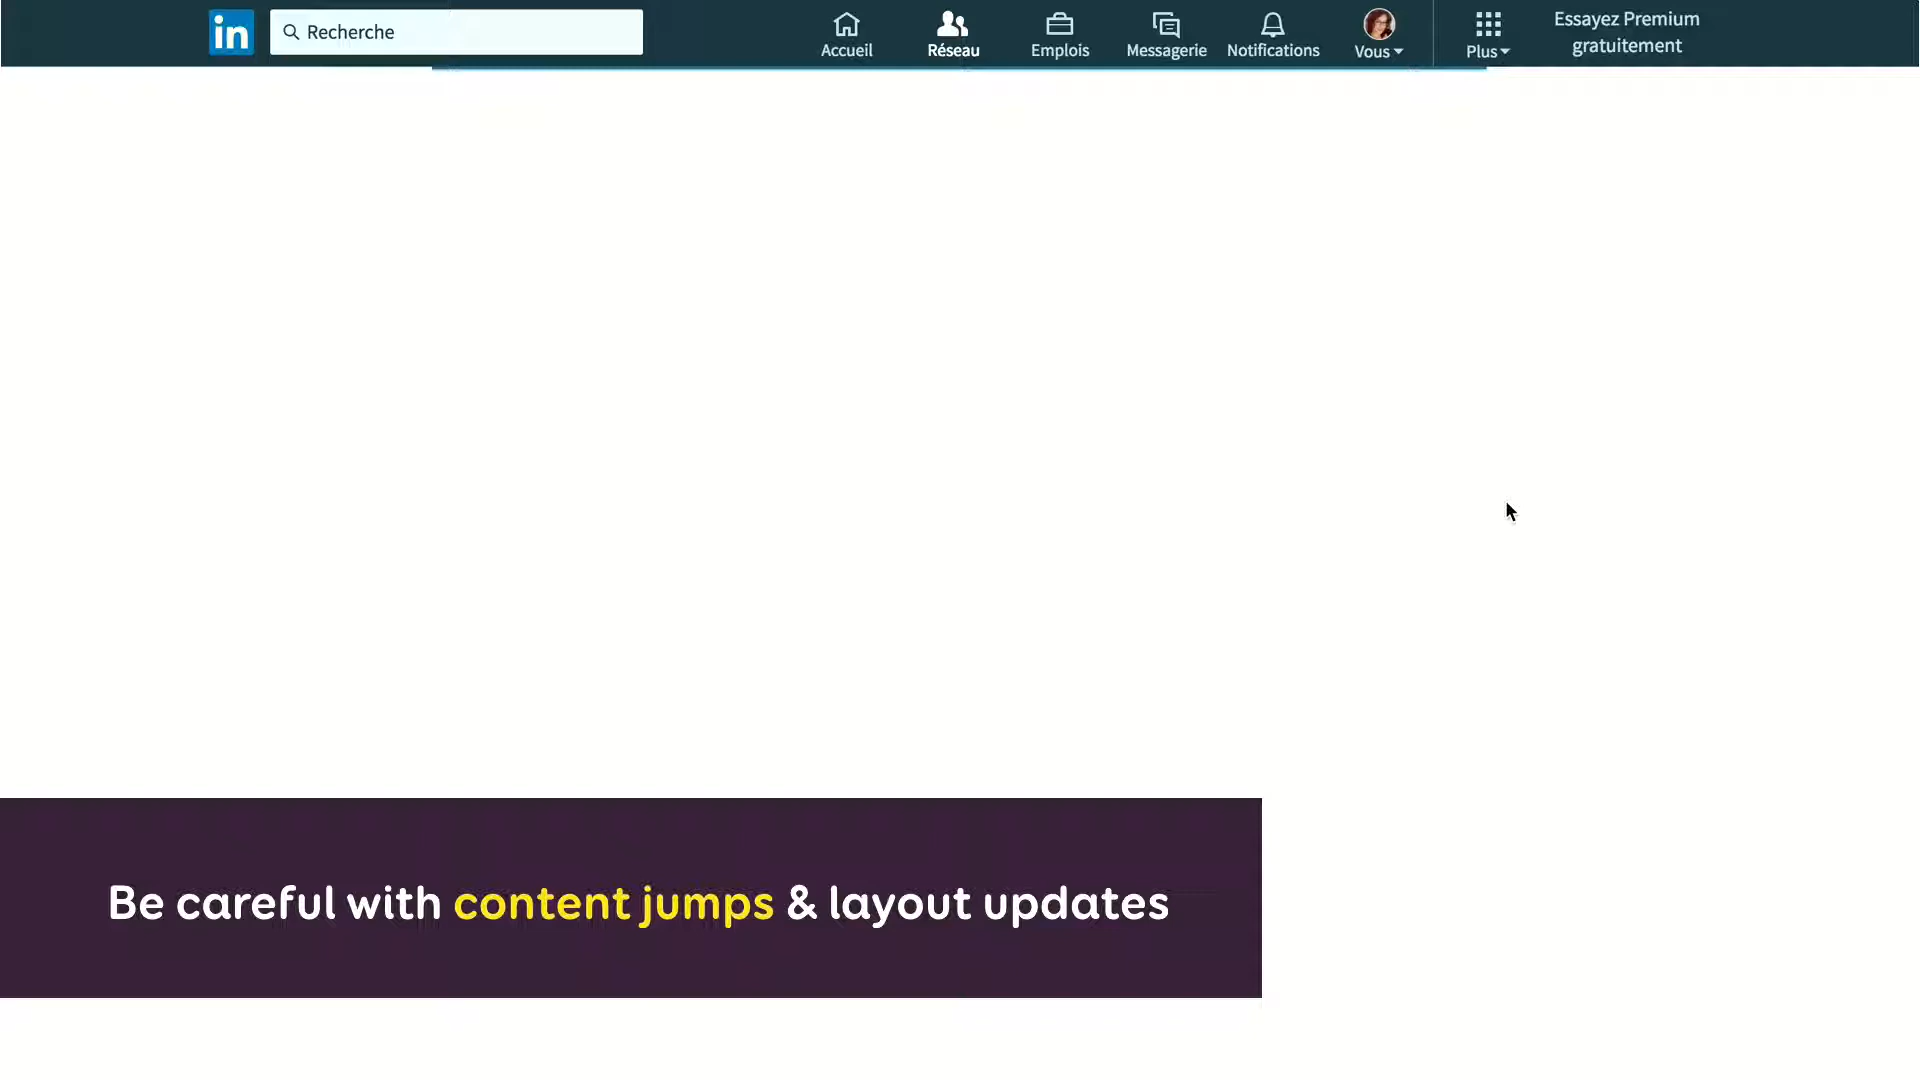 in
Recherche
Accueil
Réseau
Emplois
Messagerie
Notifications
Vous
Plus
Essayez Premium
gratuitement
Be careful with content jumps & layout updates